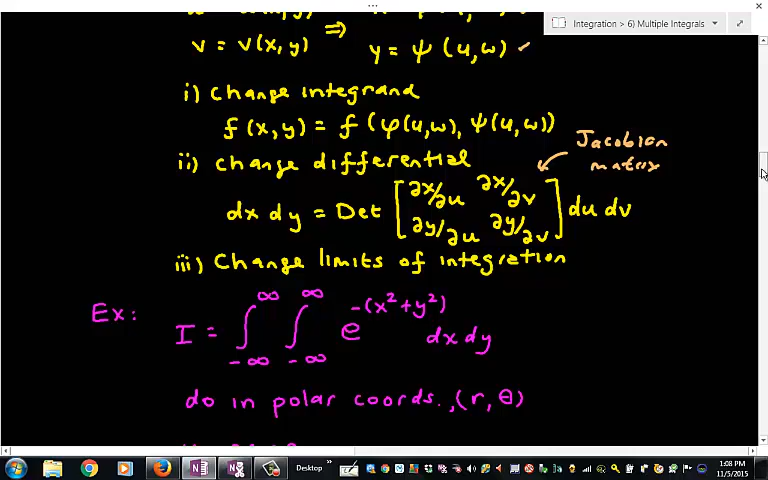 Integration > 6) Multiple Integrals
v = v(x, y) ⇒ y = ψ (u, w) ✓
i) Change integrand
f (x, y) = f (φ(u,w), ψ(u,w))
Jacobian
matrix
ii) Change differential
dx dy = Det [∂x/∂u ∂x/∂v
∂y/∂u ∂y/∂v] du dv
iii) Change limits of integration
Ex: I = ∫_{-∞}^{∞} ∫_{-∞}^{∞} e^{-(x²+y²)} dx dy
do in polar coords., (r, θ)
Desktop
1:08 PM
11/5/2015